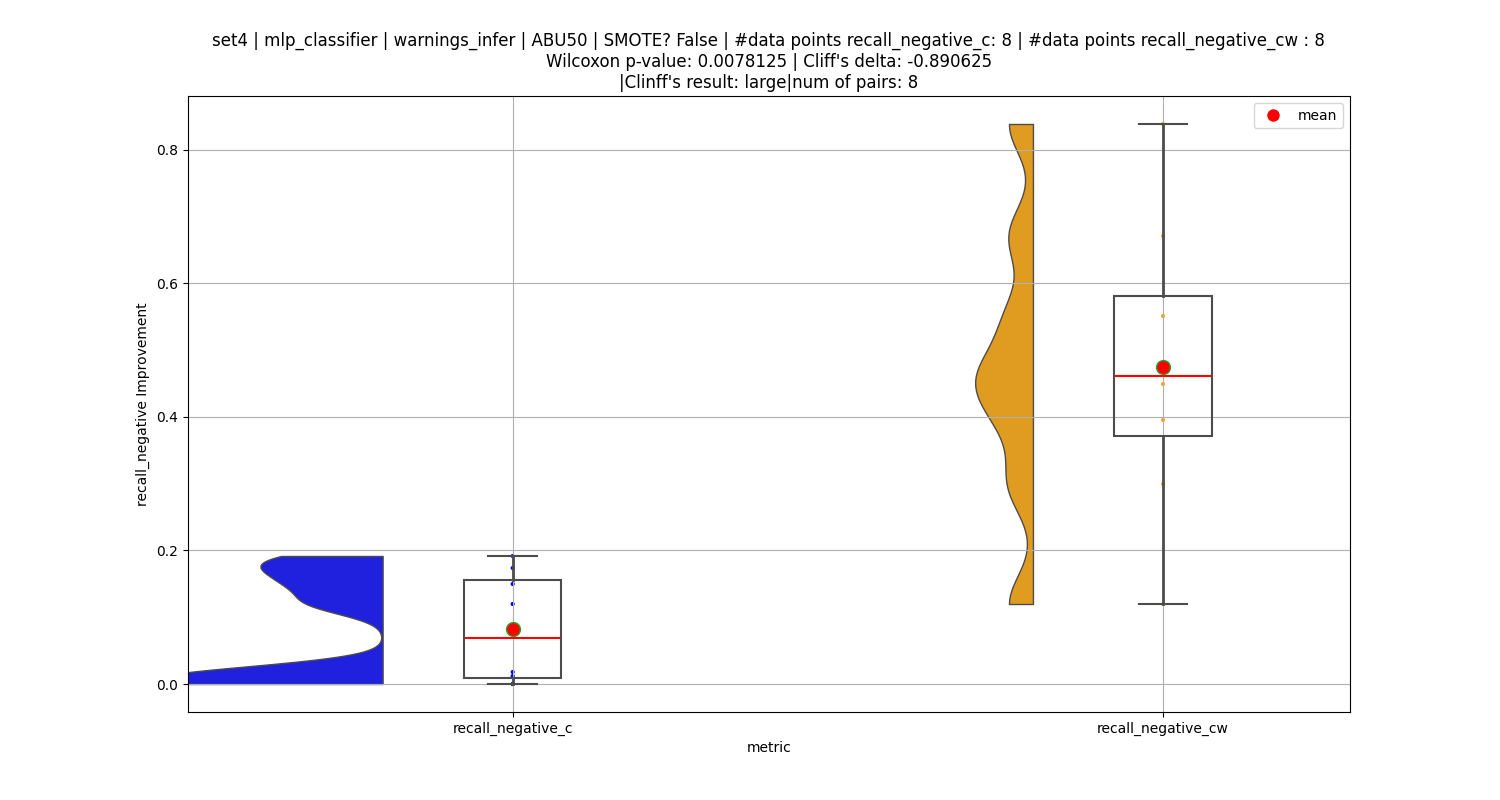 set4 | mlp_classifier | warnings_infer | ABU50 | SMOTE? False | #data points recall_negative_c: 8 | #data points recall_negative_cw : 8
Wilcoxon p-value: 0.0078125 | Cliff's delta: -0.890625
|Clinff's result: large|num of pairs: 8
mean
0.8
0.6
0.4
0.2
0.0
recall_negative Improvement
recall_negative_c
recall_negative_cw
metric